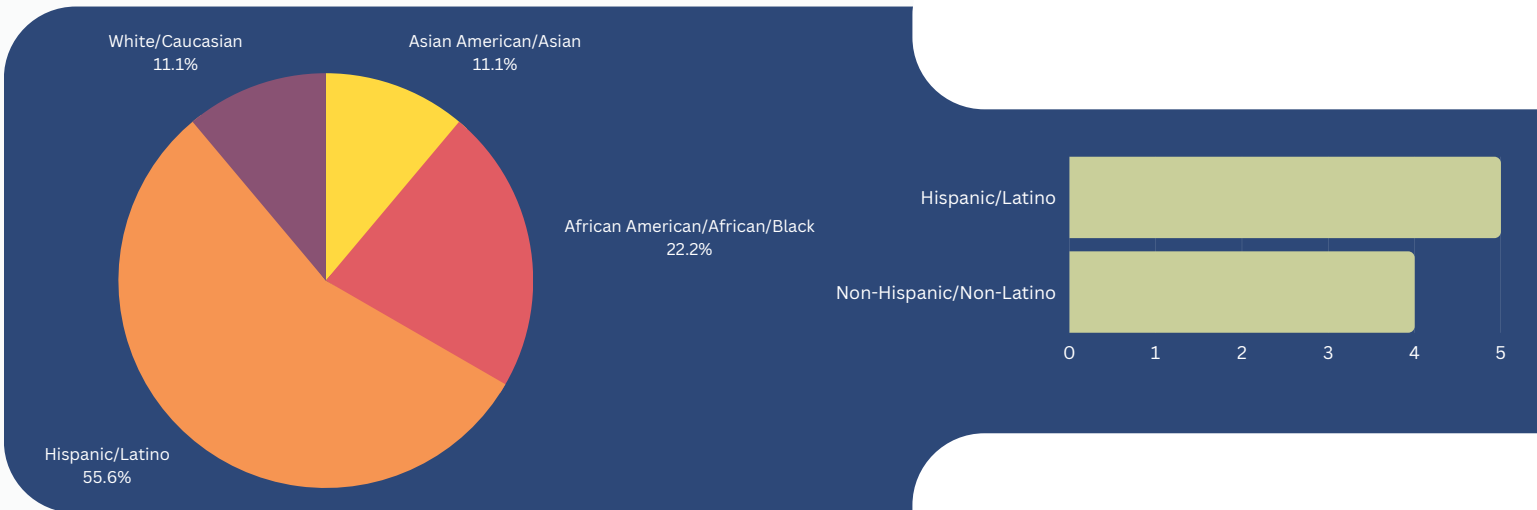 White/Caucasian
11.1%
Asian American/Asian
11.1%
African American/African/Black
22.2%
Hispanic/Latino
55.6%
Hispanic/Latino
Non-Hispanic/Non-Latino
0 1 2 3 4 5